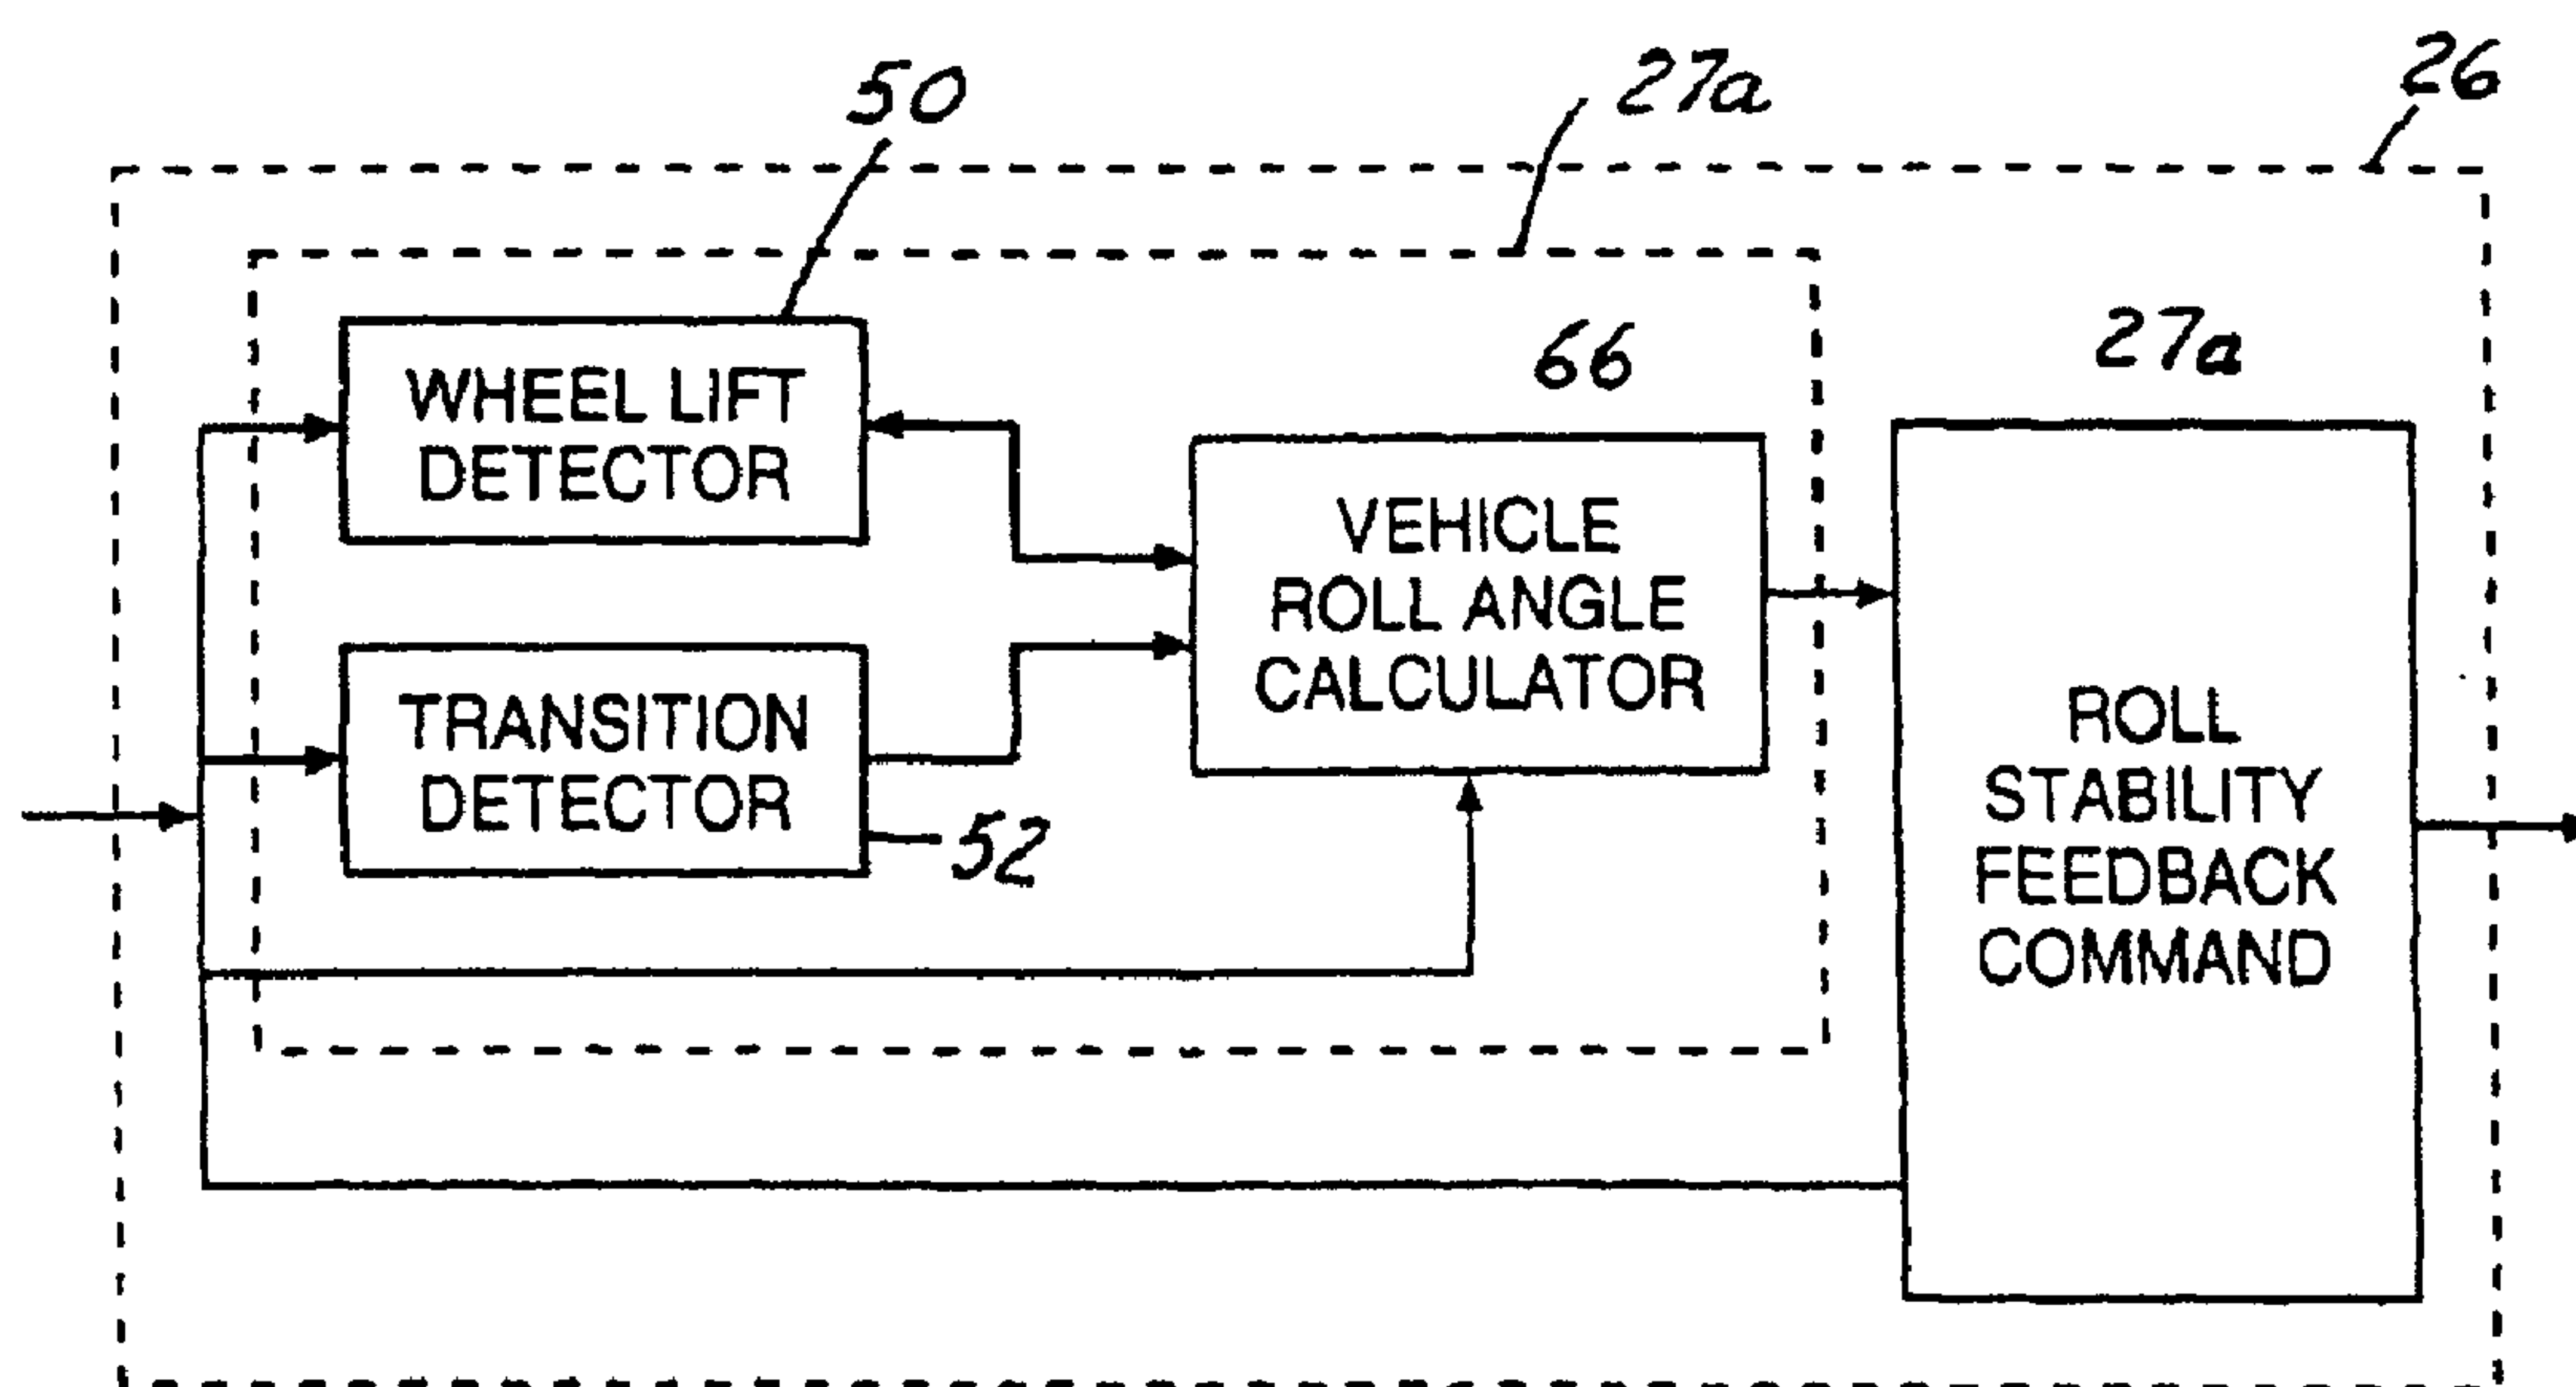 50
27a
26
WHEEL LIFT
DETECTOR
66
27a
VEHICLE
ROLL ANGLE
CALCULATOR
TRANSITION
DETECTOR
52
ROLL
STABILITY
FEEDBACK
COMMAND